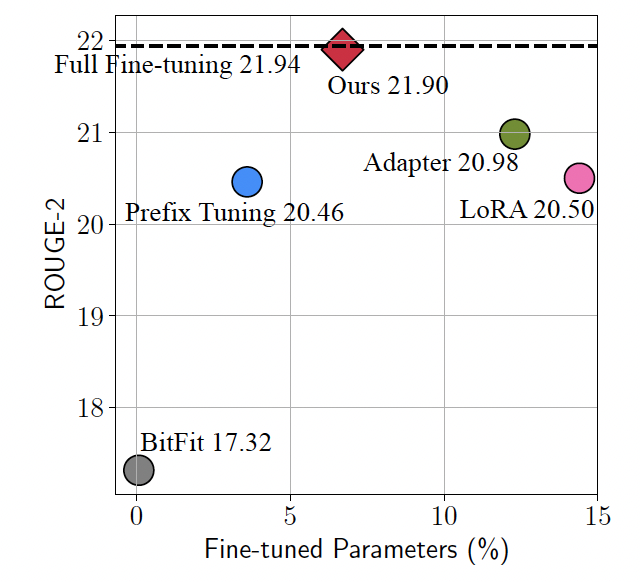 22
Full Fine-tuning 21.94
Ours 21.90
21
Adapter 20.98
Prefix Tuning 20.46
LoRA 20.50
20
ROUGE-2
19
18
BitFit 17.32
0 5 10 15
Fine-tuned Parameters (%)